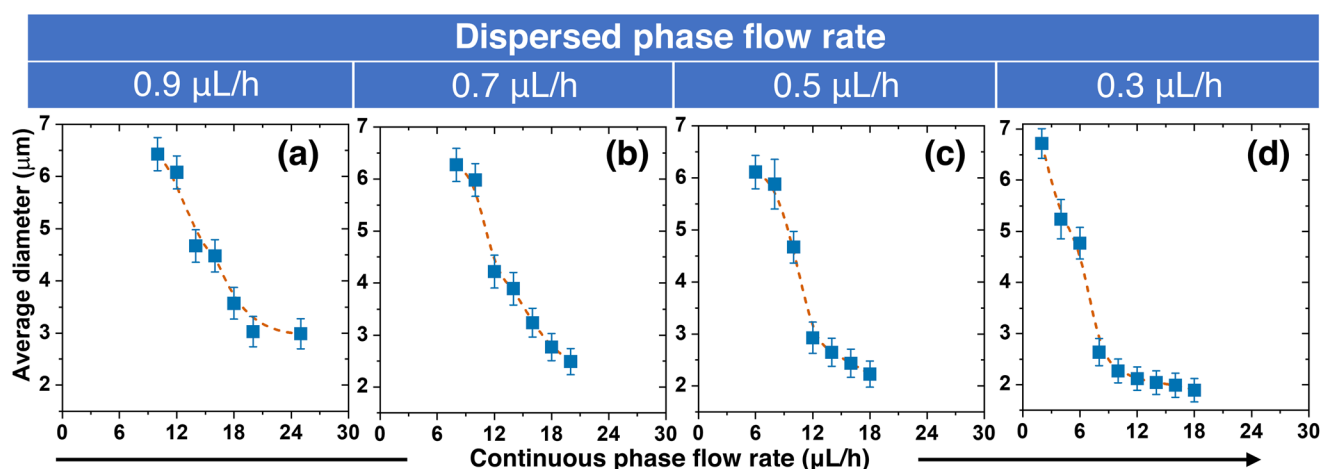 Dispersed phase flow rate
0.9 µL/h 0.7 µL/h 0.5 µL/h 0.3 µL/h
Average diameter (µm)
7 6 5 4 3 2
(a)
0 6 12 18 24 30
7 6 5 4 3 2
(b)
0 6 12 18 24 30
7 6 5 4 3 2
(c)
0 6 12 18 24 30
7 6 5 4 3 2
(d)
0 6 12 18 24 30
Continuous phase flow rate (µL/h)